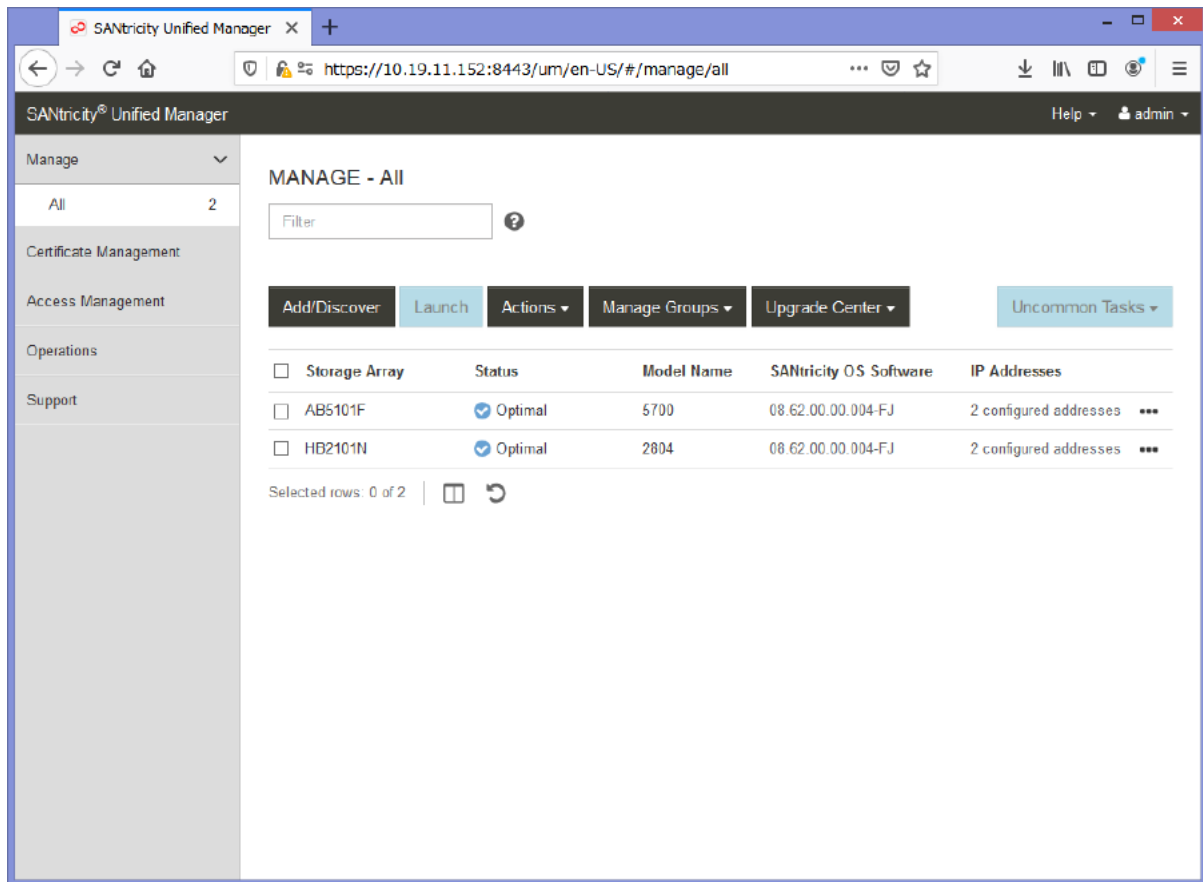 SANtricity Unified Manager
https://10.19.11.152:8443/um/en-US/#/manage/all
SANtricity® Unified Manager
Help
admin
Manage
All 2
Certificate Management
Access Management
Operations
Support
MANAGE - All
Filter
Add/Discover Launch Actions Manage Groups Upgrade Center Uncommon Tasks
Storage Array Status Model Name SANtricity OS Software IP Addresses
AB5101F Optimal 5700 08.62.00.00.004-FJ 2 configured addresses
HB2101N Optimal 2804 08.62.00.00.004-FJ 2 configured addresses
Selected rows: 0 of 2